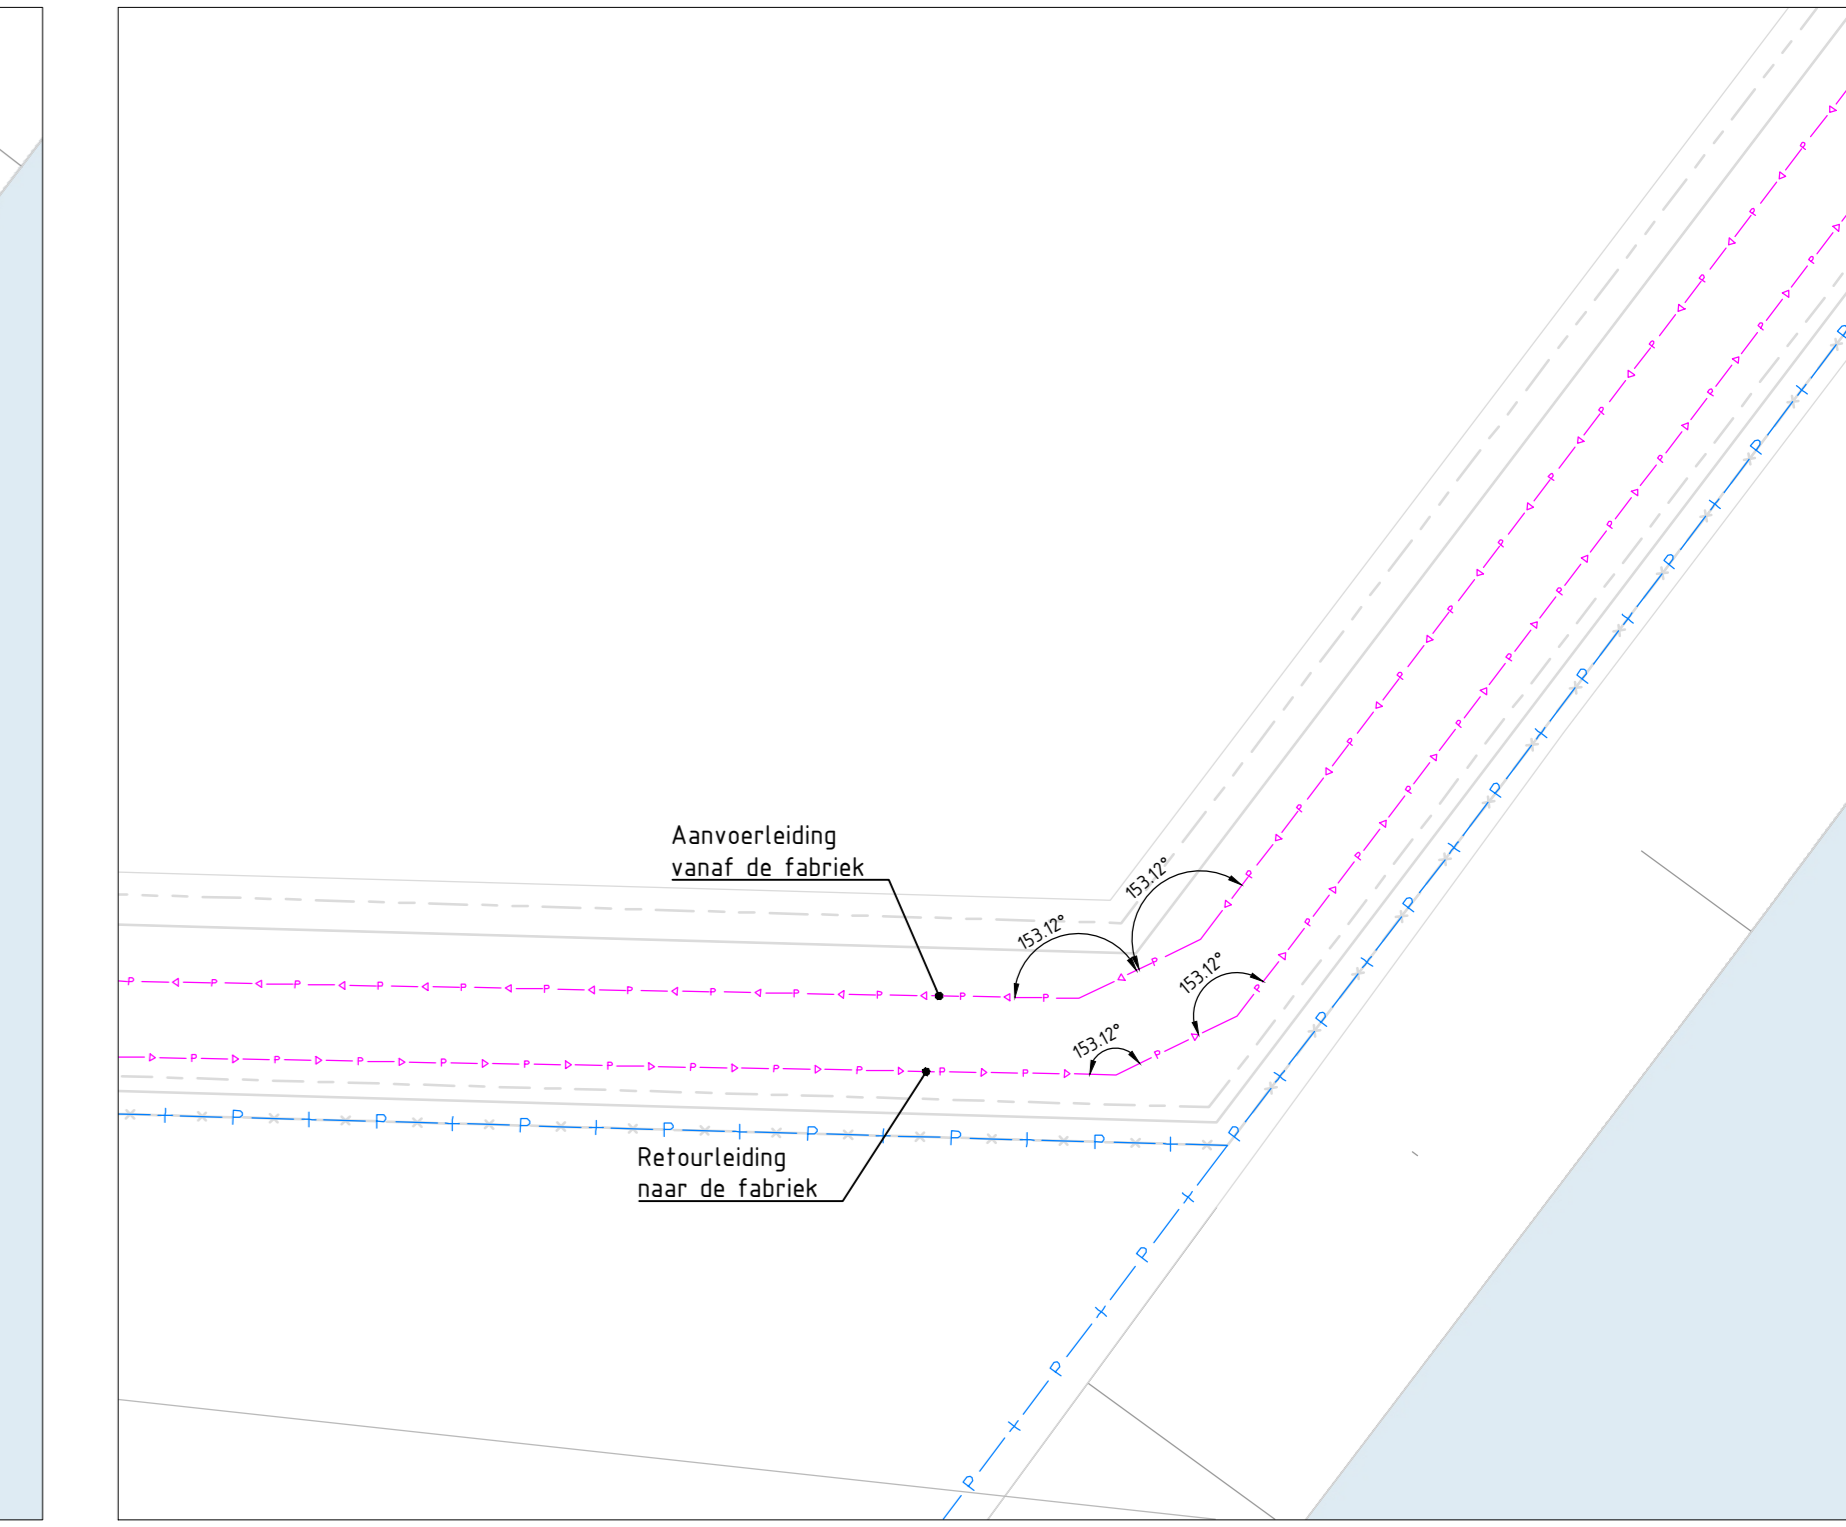 Aanvoerleiding
vanaf de fabriek
153.12°
153.12°
153.12°
153.12°
Retourleiding
naar de fabriek